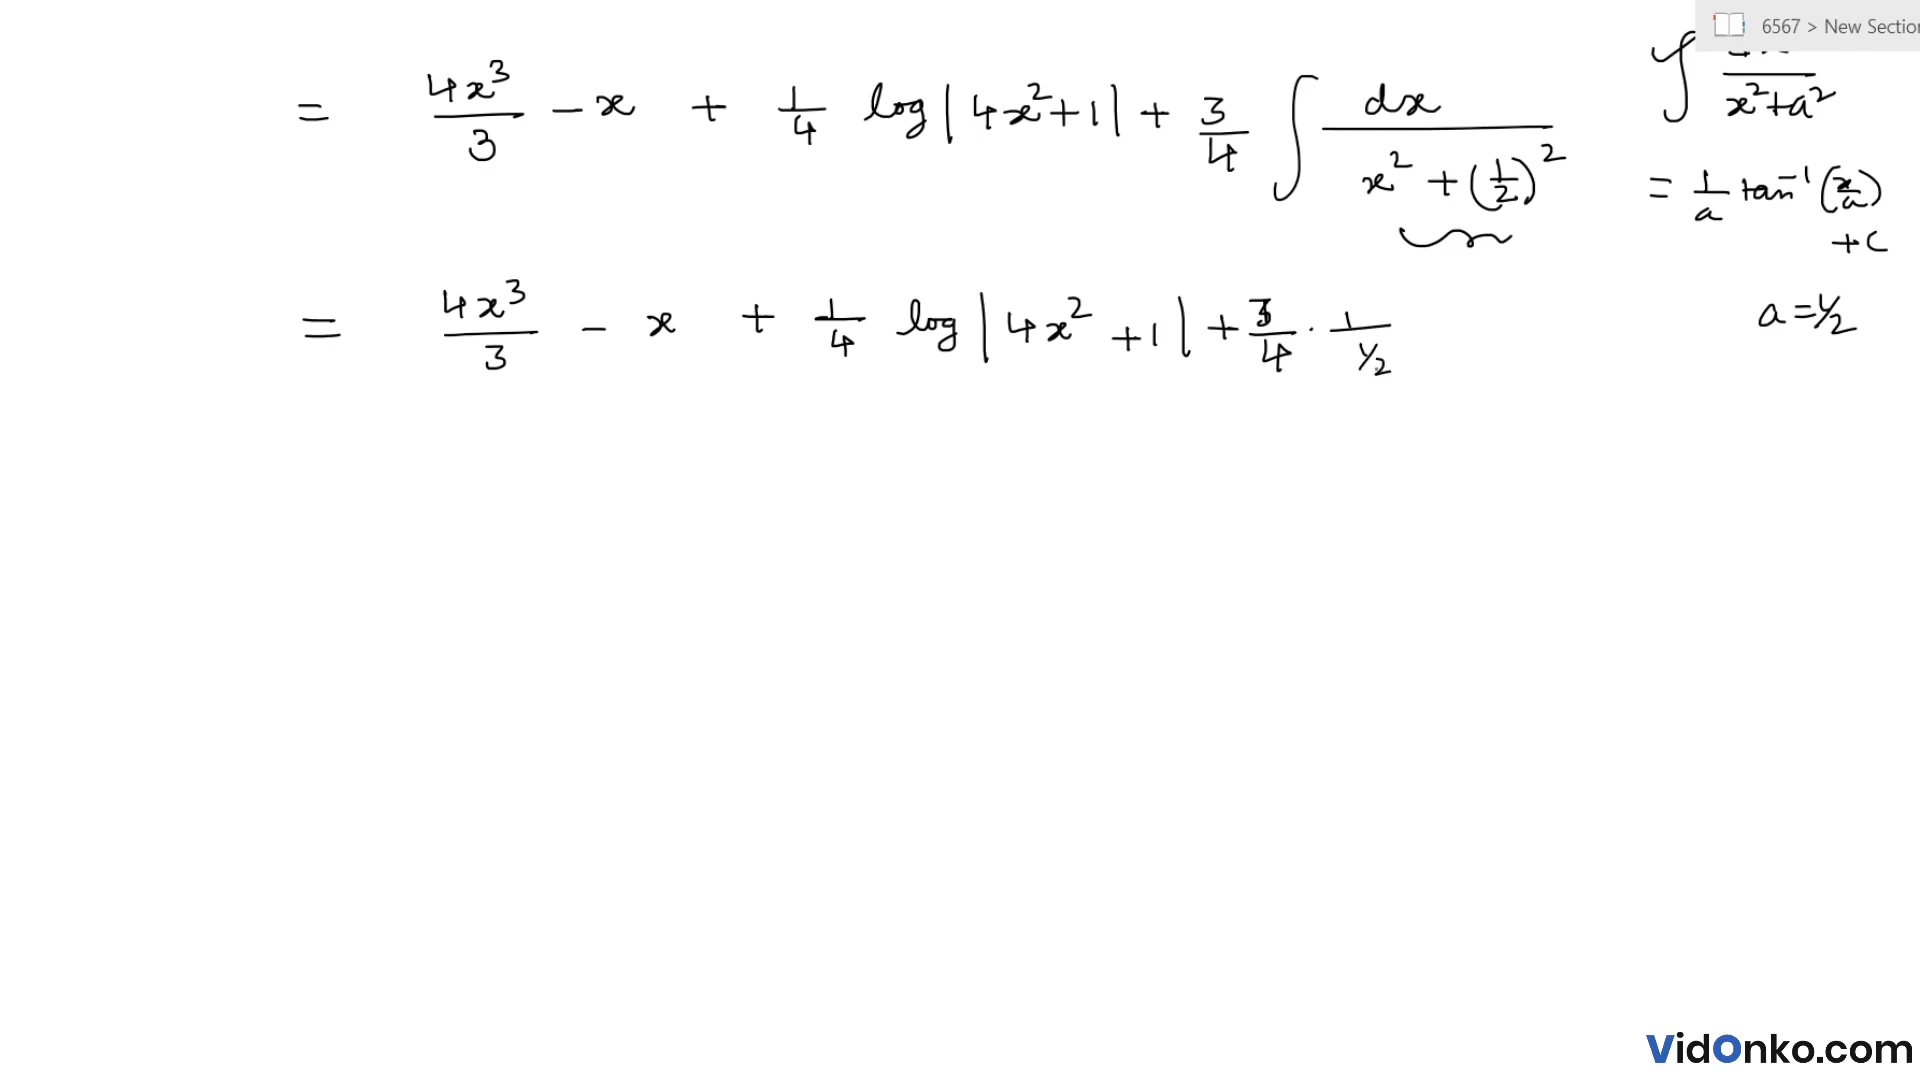 6567 > New Section
= 4x³/3 - x + 1/4 log|4x²+1| + 3/4 ∫ dx/(x² + (1/2)²)
∫ /(x²+a²)
= 1/a tan⁻¹(x/a)
+c
= 4x³/3 - x + 1/4 log|4x² +1| + 3/4 · 1/(1/2)
a = 1/2
VidOnko.com